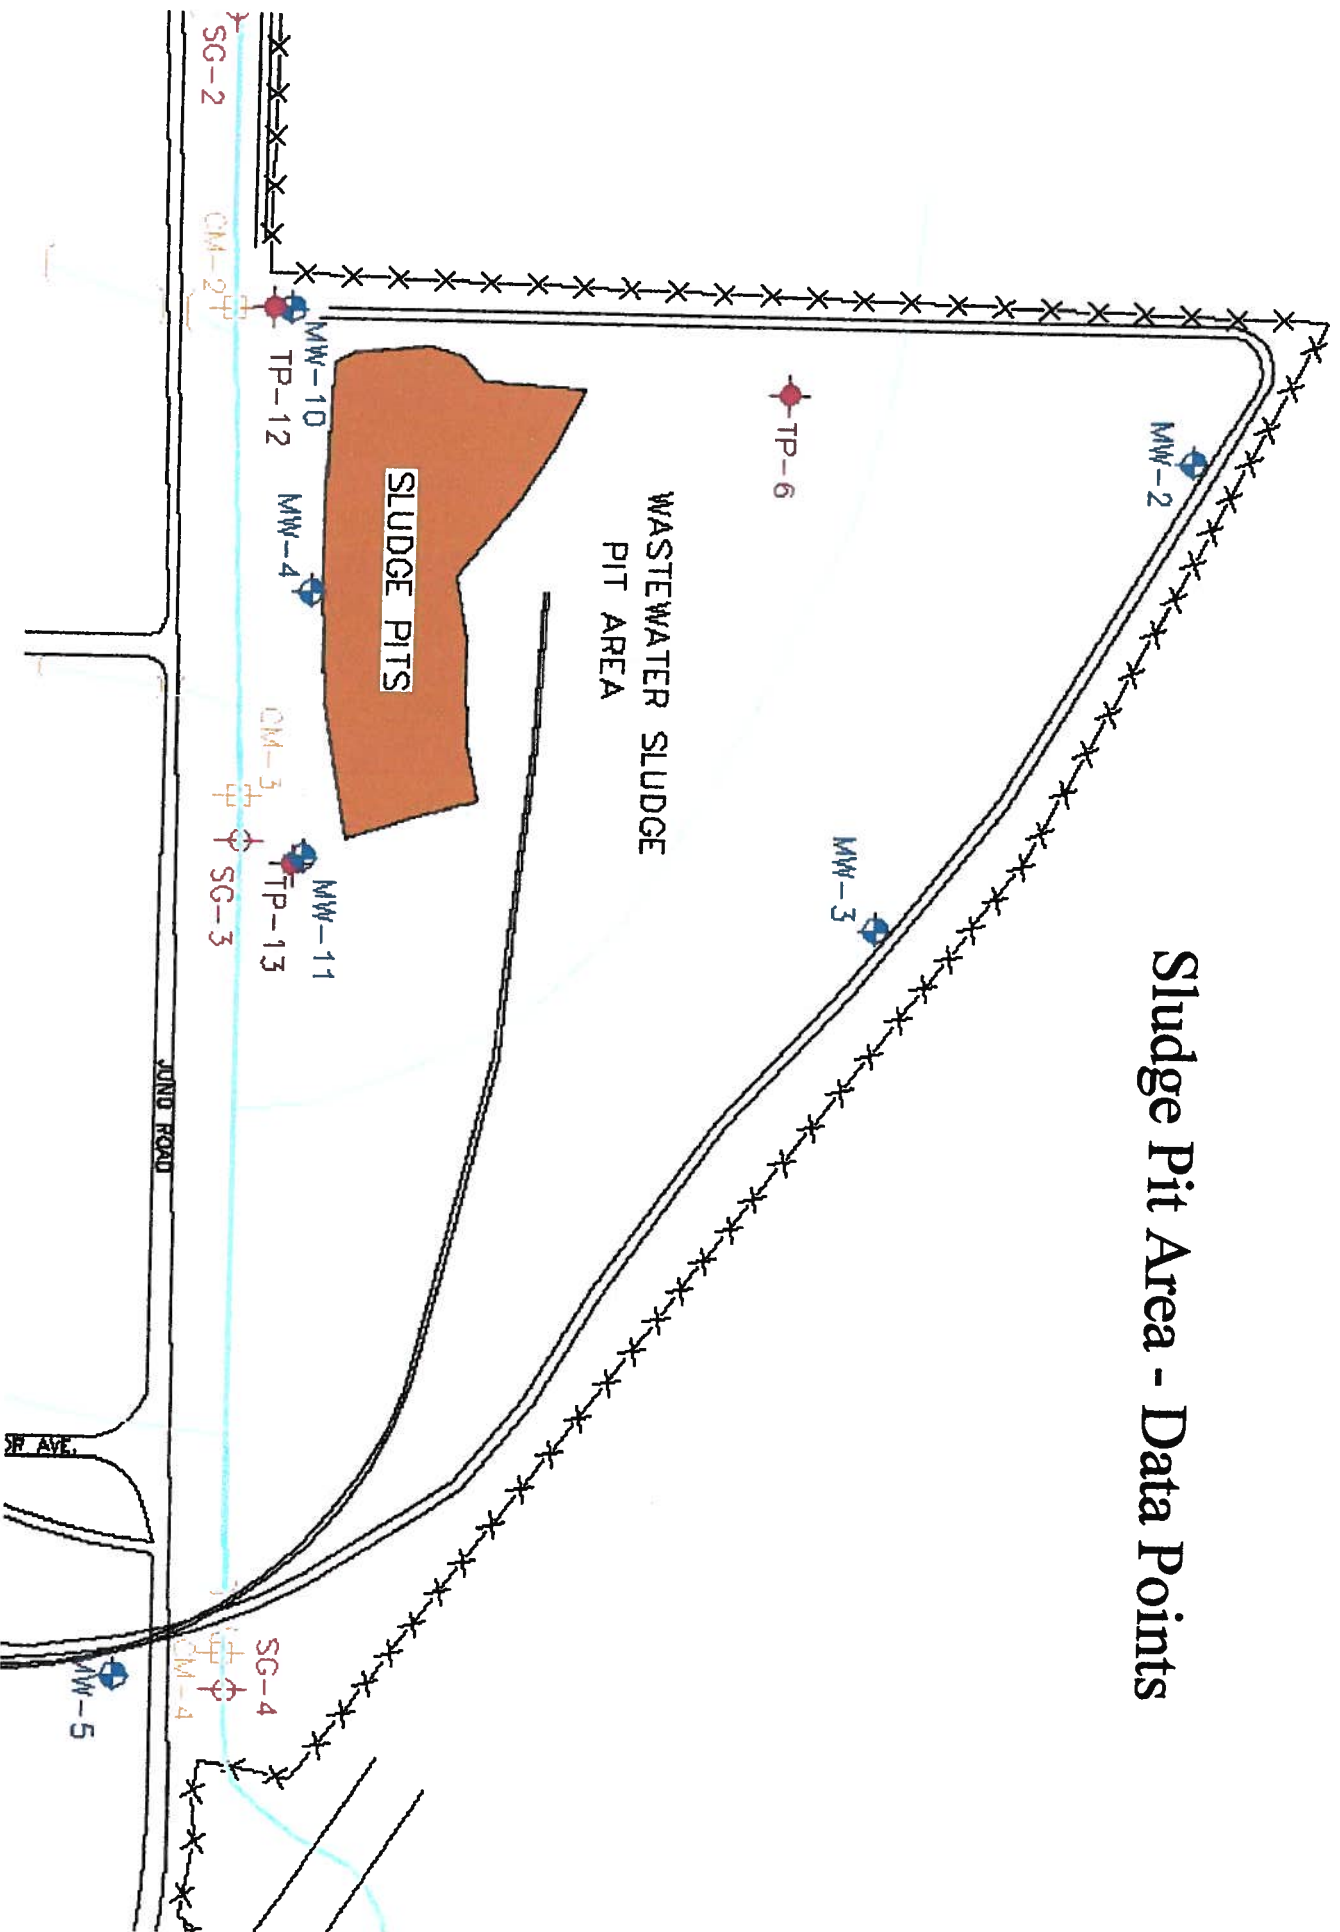 Sludge Pit Area - Data Points
MW-2
TP-6
MW-3
WASTEWATER SLUDGE
PIT AREA
SLUDGE PITS
MW-10
TP-12
MW-4
MW-11
TP-13
SG-2
CM-2
CM-3
SG-3
SG-4
CM-4
JUNO ROAD
AVE.
MW-5